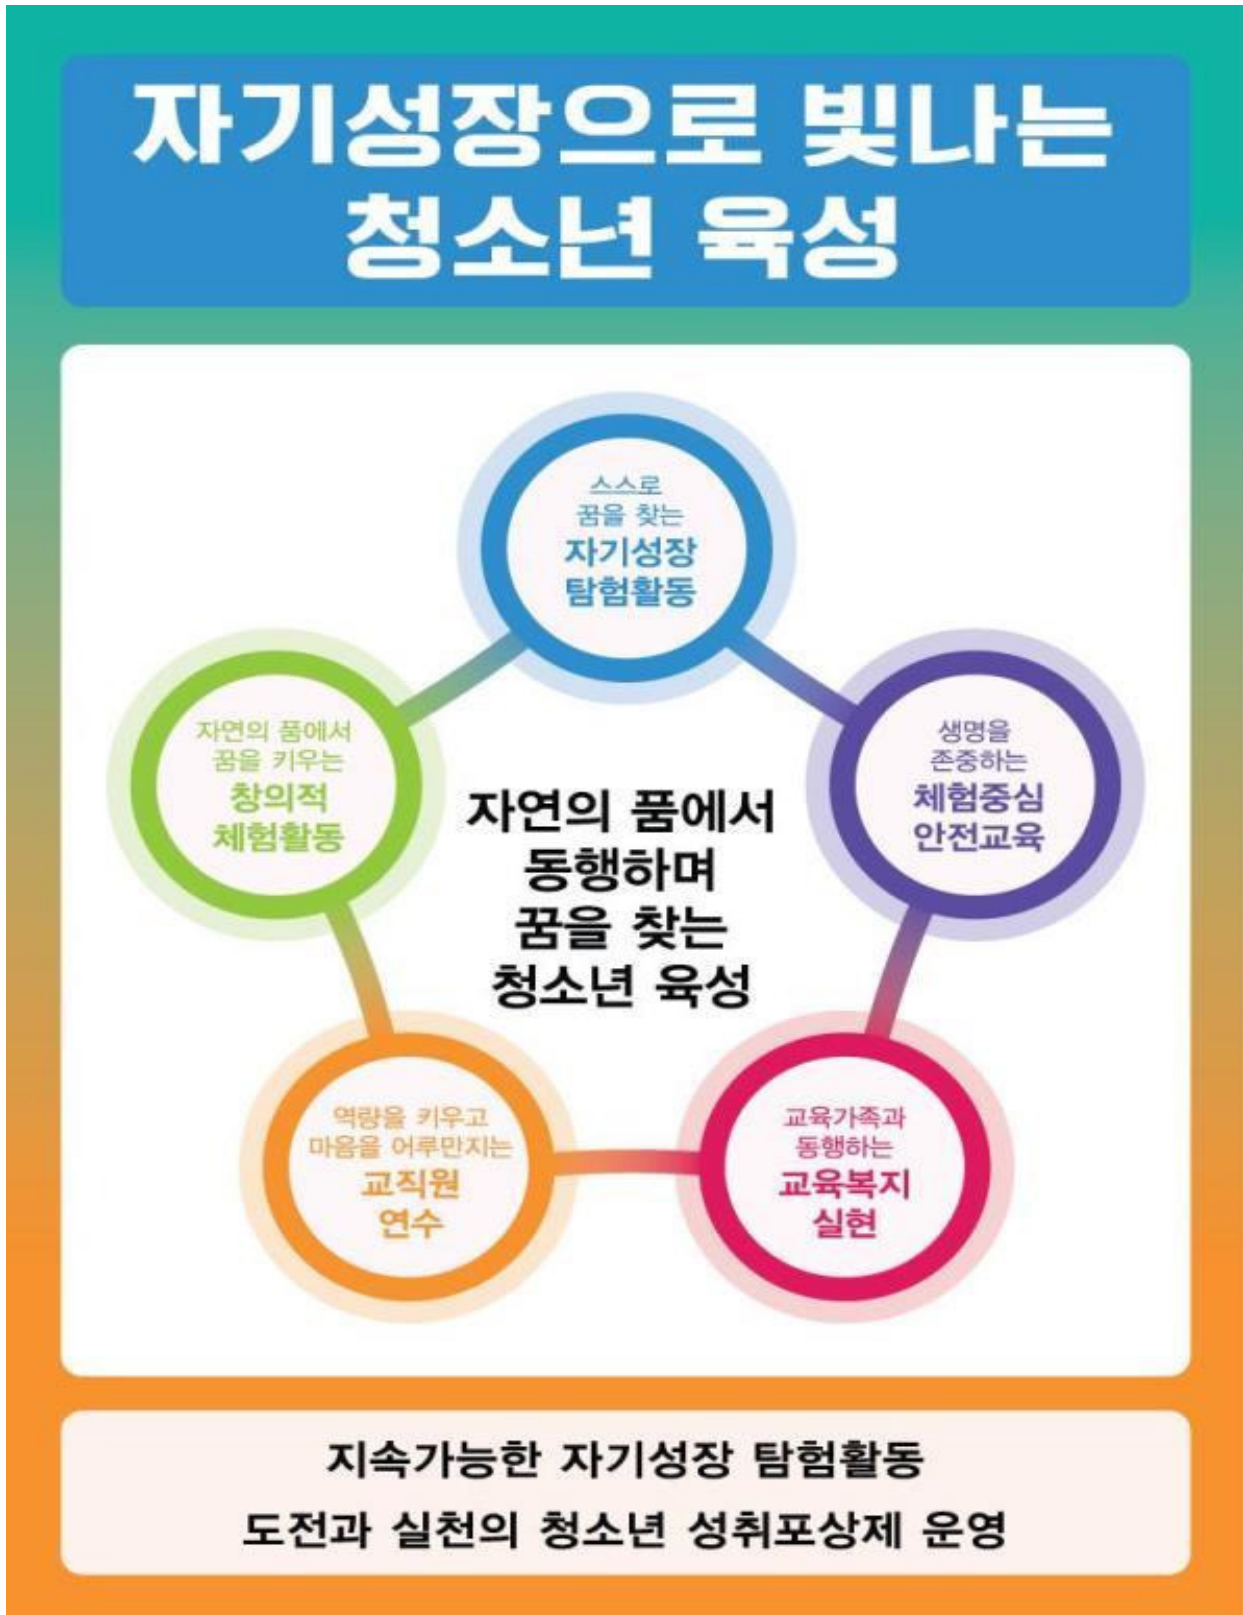 자기성장으로 빛나는
청소년 육성
스스로
꿈을 찾는
자기성장
탐험활동
자연의 품에서
꿈을 키우는
창의적
체험활동
생명을
존중하는
체험중심
안전교육
자연의 품에서
동행하며
꿈을 찾는
청소년 육성
역량을 키우고
마음을 어루만지는
교직원
연수
교육가족과
동행하는
교육복지
실현
지속가능한 자기성장 탐험활동
도전과 실천의 청소년 성취포상제 운영